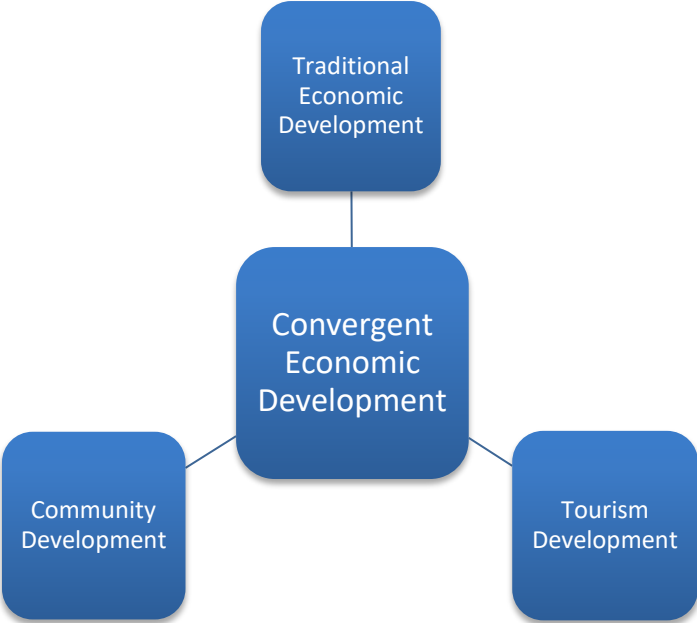 Traditional
Economic
Development
Convergent
Economic
Development
Community
Development
Tourism
Development